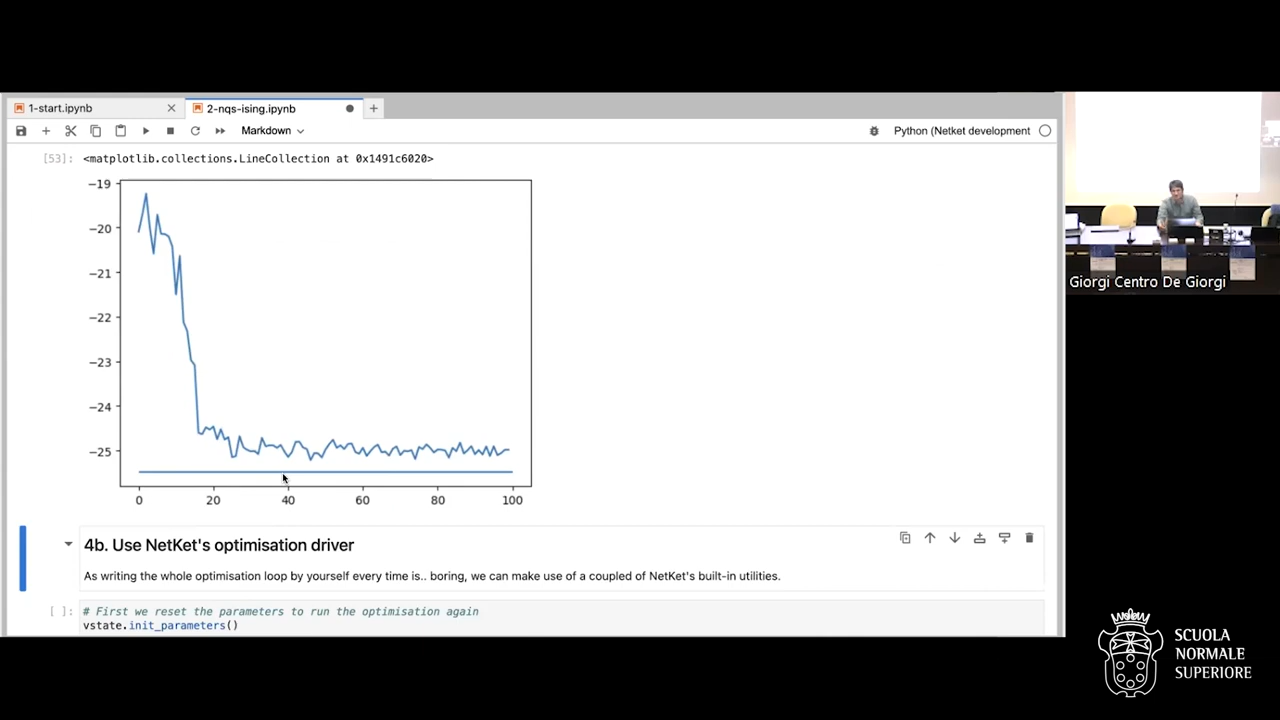 1-start.ipynb
2-nqs-ising.ipynb
Markdown
Python (Netket development
[53]: <matplotlib.collections.LineCollection at 0x1491c6020>
−19
−20
−21
−22
−23
−24
−25
0 20 40 60 80 100
4b. Use NetKet's optimisation driver
As writing the whole optimisation loop by yourself every time is.. boring, we can make use of a coupled of NetKet's built-in utilities.
[ ]: # First we reset the parameters to run the optimisation again
vstate.init_parameters()
Giorgi Centro De Giorgi
SCUOLA
NORMALE
SUPERIORE